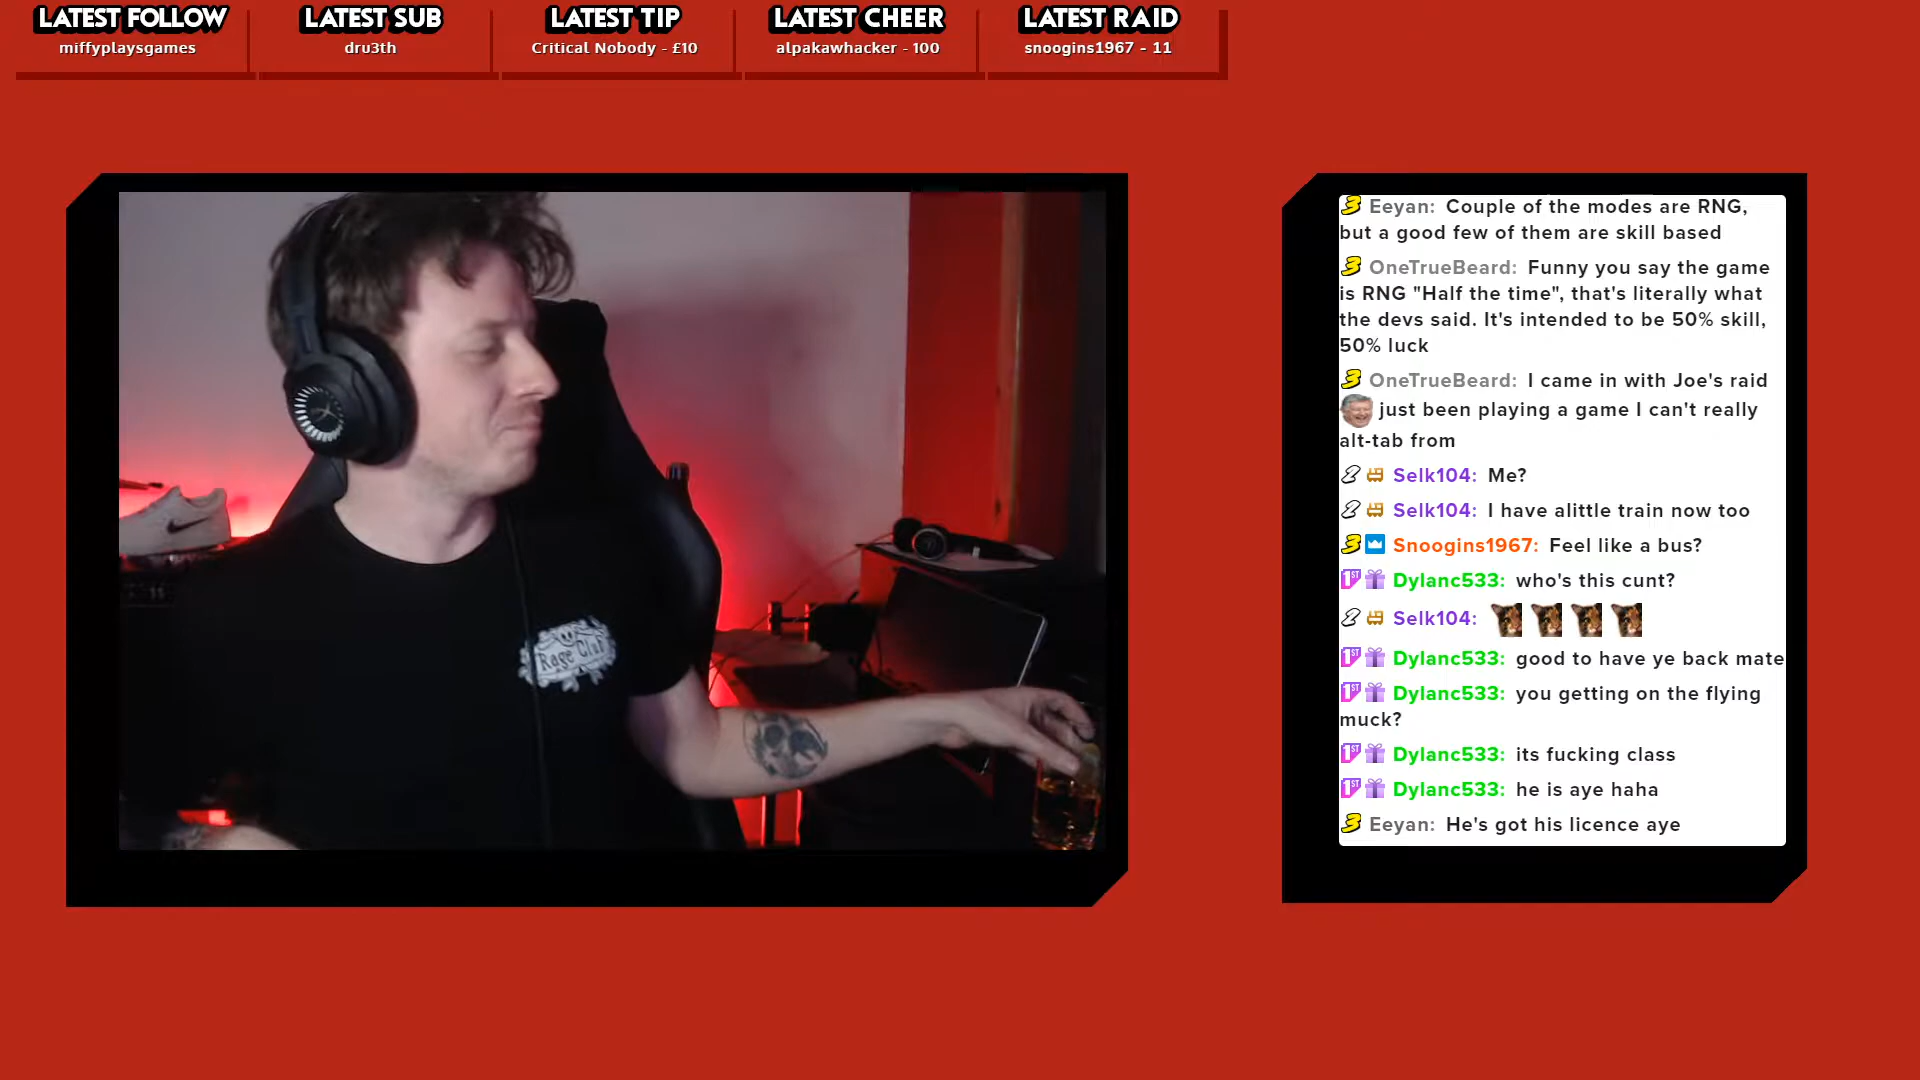 LATEST FOLLOW
miffyplaysgames
LATEST SUB
dru3th
LATEST TIP
Critical Nobody - £10
LATEST CHEER
alpakawhacker - 100
LATEST RAID
snoogins1967 - 11
Rage Club
Eeyan: Couple of the modes are RNG,
but a good few of them are skill based
OneTrueBeard: Funny you say the game
is RNG "Half the time", that's literally what
the devs said. It's intended to be 50% skill,
50% luck
OneTrueBeard: I came in with Joe's raid
just been playing a game I can't really
alt-tab from
Selk104: Me?
Selk104: I have alittle train now too
Snoogins1967: Feel like a bus?
Dylanc533: who's this cunt?
Selk104:
Dylanc533: good to have ye back mate
Dylanc533: you getting on the flying
muck?
Dylanc533: its fucking class
Dylanc533: he is aye haha
Eeyan: He's got his licence aye